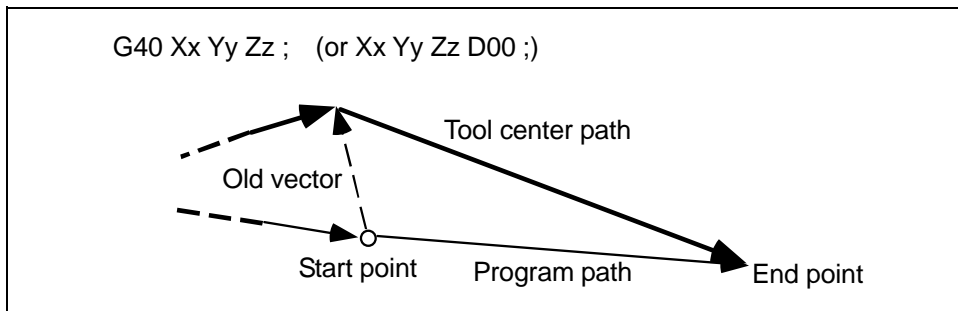 G40 Xx Yy Zz ; (or Xx Yy Zz D00 ;)
Tool center path
Old vector
Start point
Program path
End point